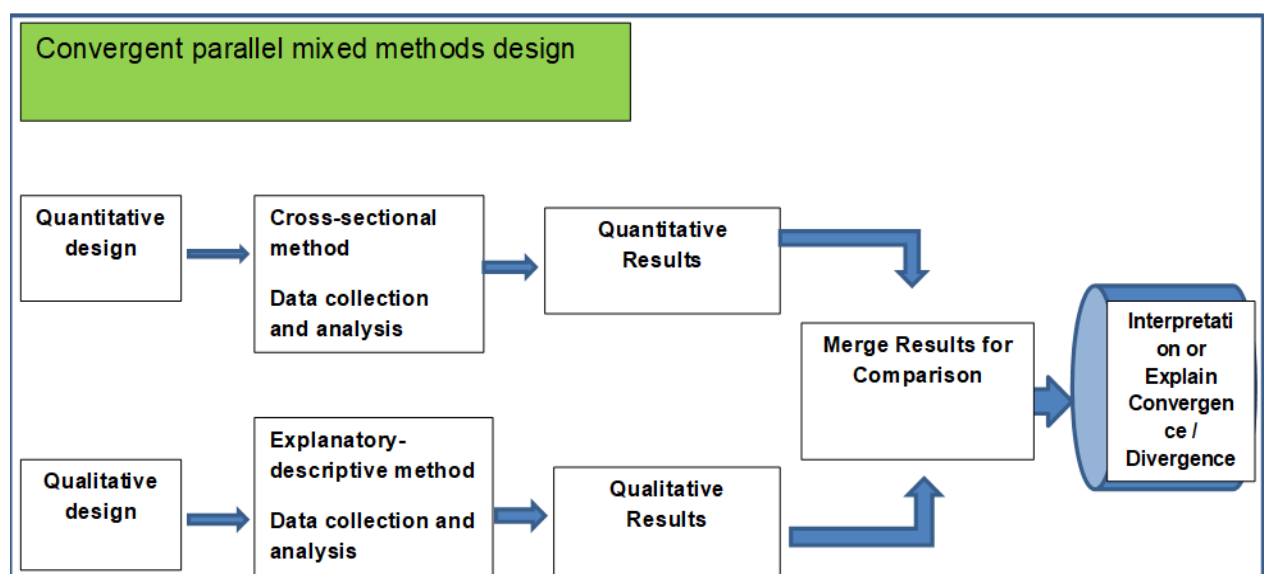 Convergent parallel mixed methods design
Quantitative
design
Cross-sectional
method
Data collection
and analysis
Quantitative
Results
Merge Results for
Comparison
Interpretati
on or
Explain
Convergen
ce /
Divergence
Qualitative
design
Explanatory-
descriptive method
Data collection and
analysis
Qualitative
Results